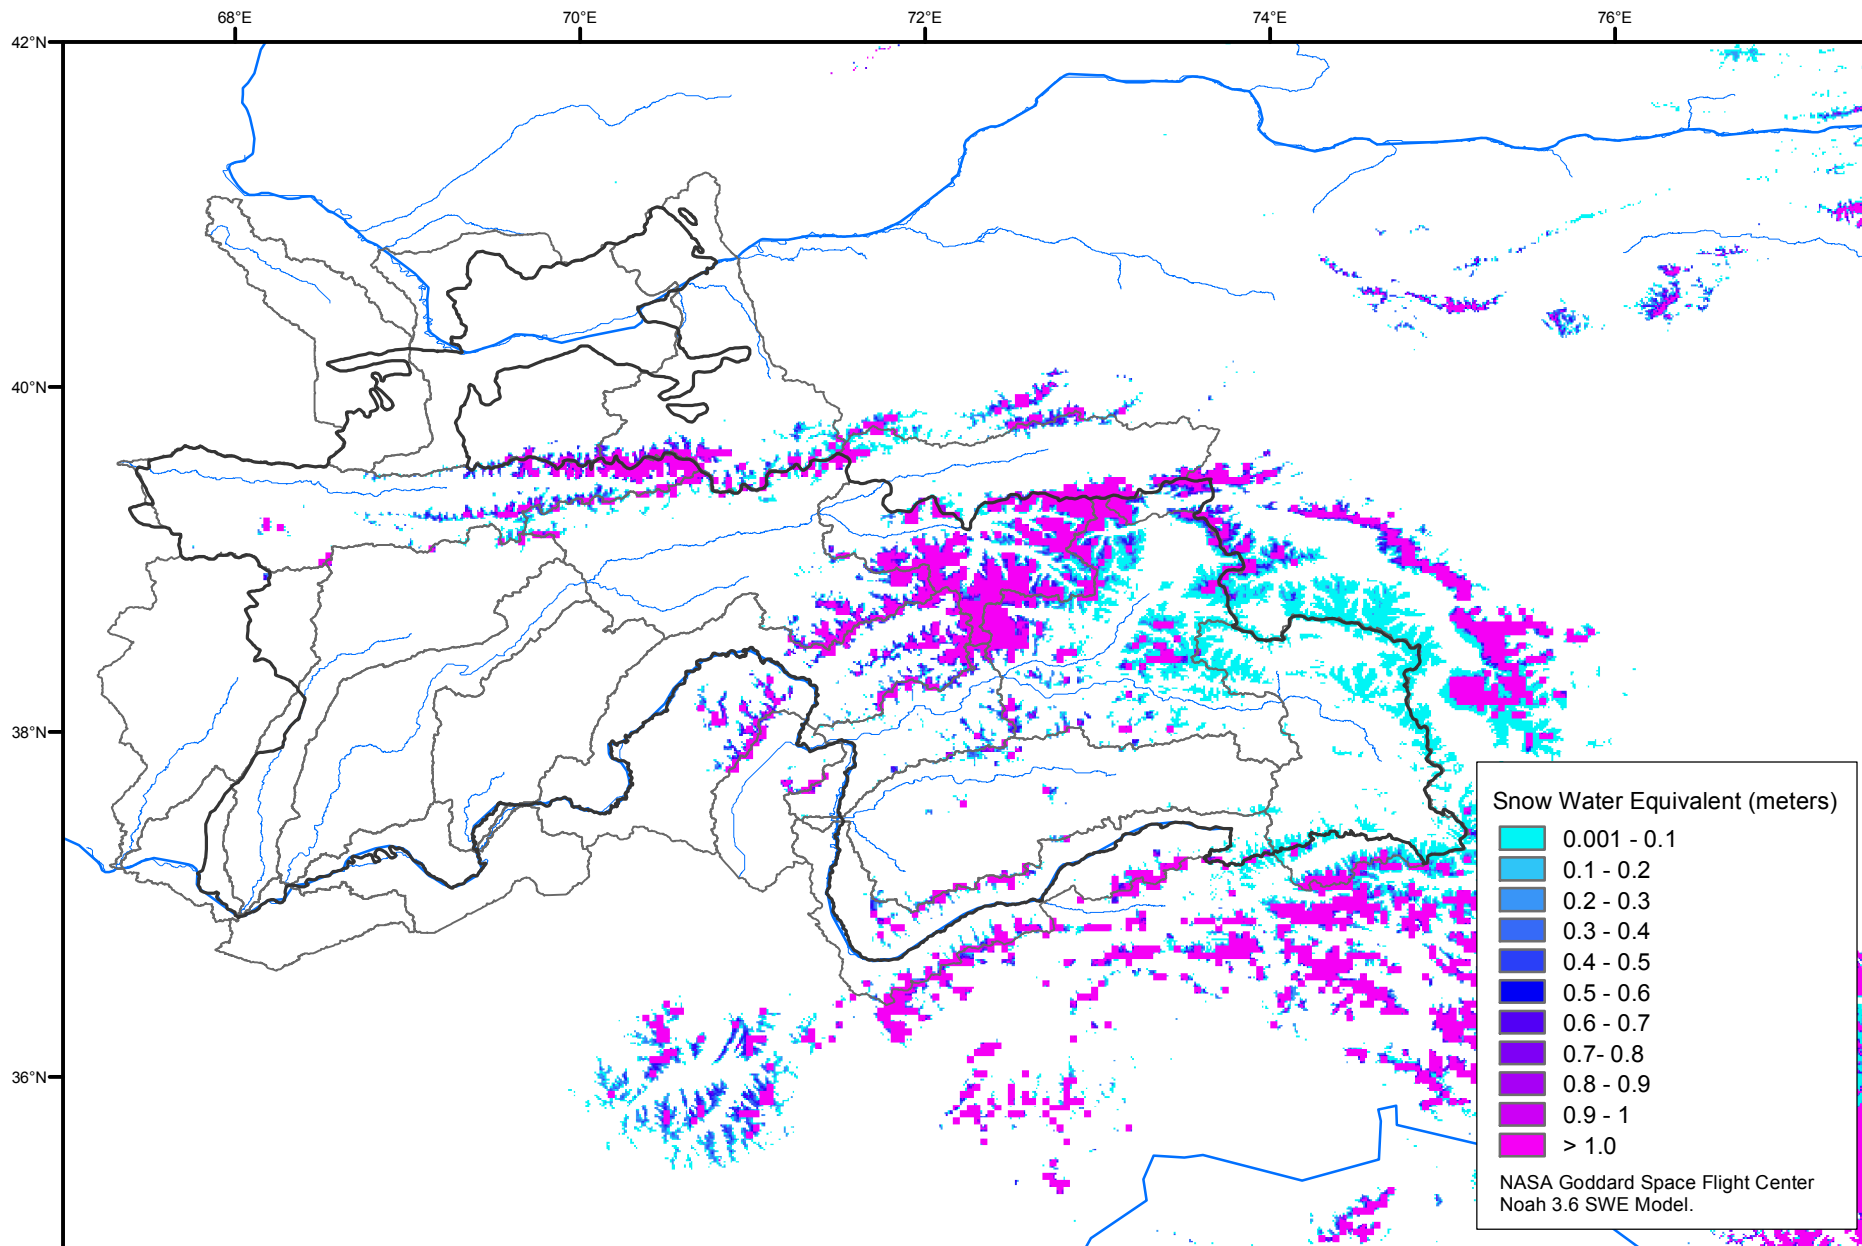 68°E
70°E
72°E
74°E
76°E
42°N
40°N
38°N
36°N
Snow Water Equivalent (meters)
0.001 - 0.1
0.1 - 0.2
0.2 - 0.3
0.3 - 0.4
0.4 - 0.5
0.5 - 0.6
0.6 - 0.7
0.7- 0.8
0.8 - 0.9
0.9 - 1
> 1.0
NASA Goddard Space Flight Center
Noah 3.6 SWE Model.